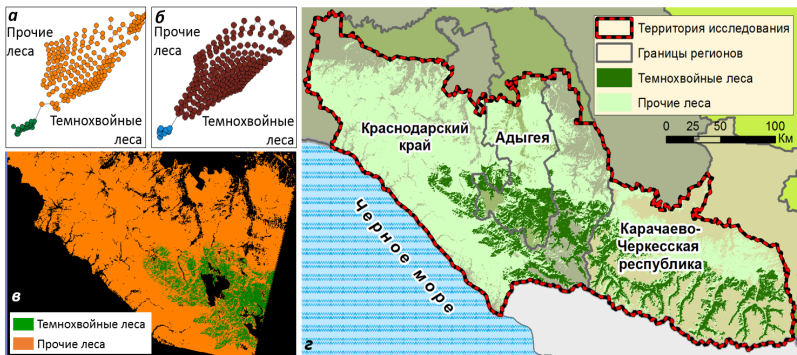 а
Прочие
леса
Темнохвойные
леса
б
Прочие
леса
Темнохвойные
леса
в
Темнохвойные леса
Прочие леса
Территория исследования
Границы регионов
Темнохвойные леса
Прочие леса
0 25 50 100
Км
Краснодарский
край
Адыгея
Карачаево-
Черкесская
республика
Черное море
г